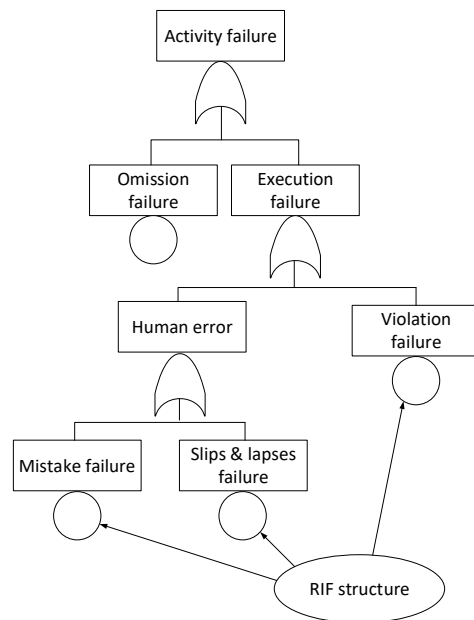 Activity failure
Omission
failure
Execution
failure
Human error
Violation
failure
Mistake failure
Slips & lapses
failure
RIF structure